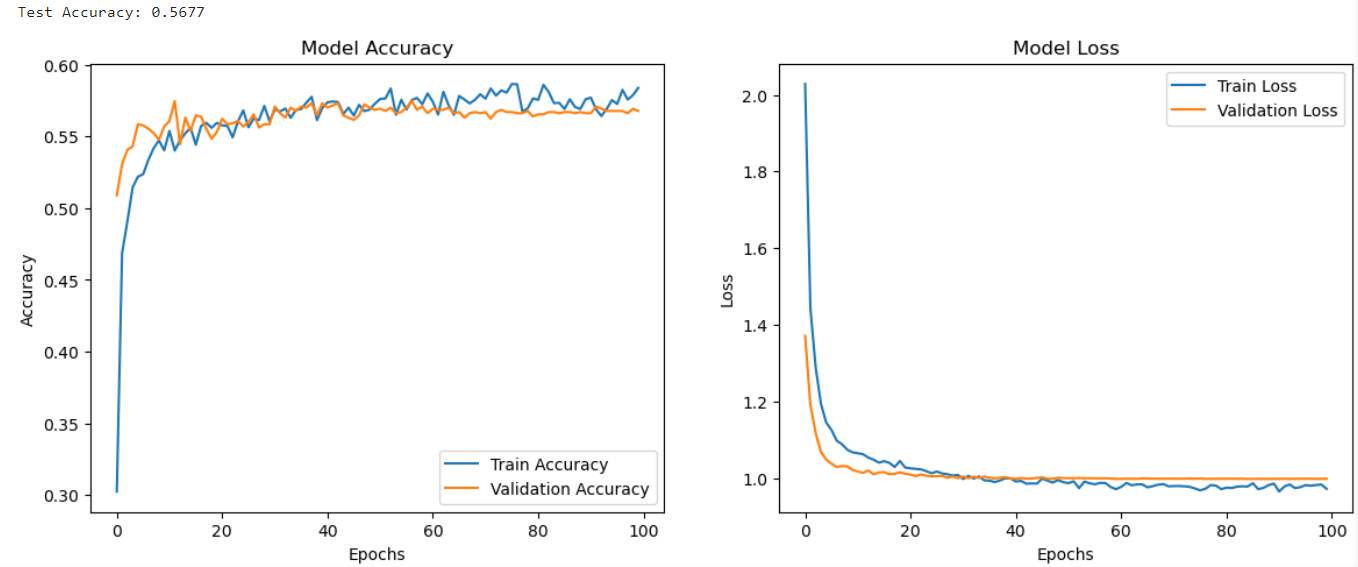 Test Accuracy: 0.5677
Model Accuracy
0.60
0.55
0.50
0.45
0.40
0.35
0.30
Accuracy
0
20
40
60
80
100
Epochs
Train Accuracy
Validation Accuracy
Model Loss
2.0
1.8
1.6
1.4
1.2
1.0
Loss
0
20
40
60
80
100
Epochs
Train Loss
Validation Loss